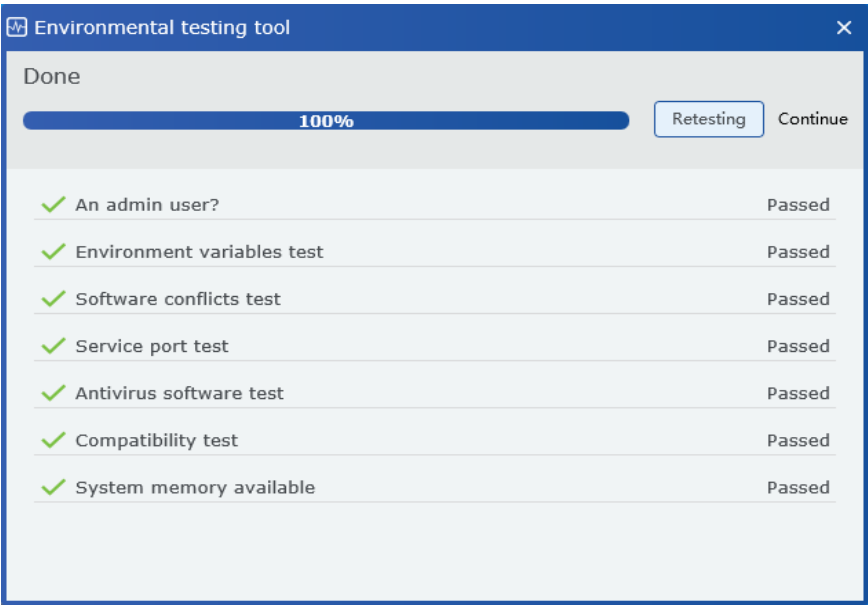 Environmental testing tool
Done
100% Retesting Continue
An admin user? Passed
Environment variables test Passed
Software conflicts test Passed
Service port test Passed
Antivirus software test Passed
Compatibility test Passed
System memory available Passed